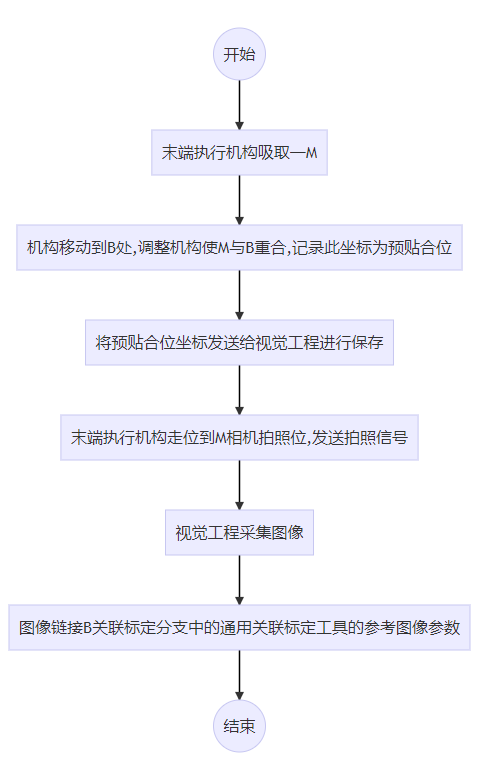 开始
末端执行机构吸取一M
机构移动到B处,调整机构使M与B重合,记录此坐标为预贴合位
将预贴合位坐标发送给视觉工程进行保存
末端执行机构走位到M相机拍照位,发送拍照信号
视觉工程采集图像
图像链接B关联标定分支中的通用关联标定工具的参考图像参数
结束